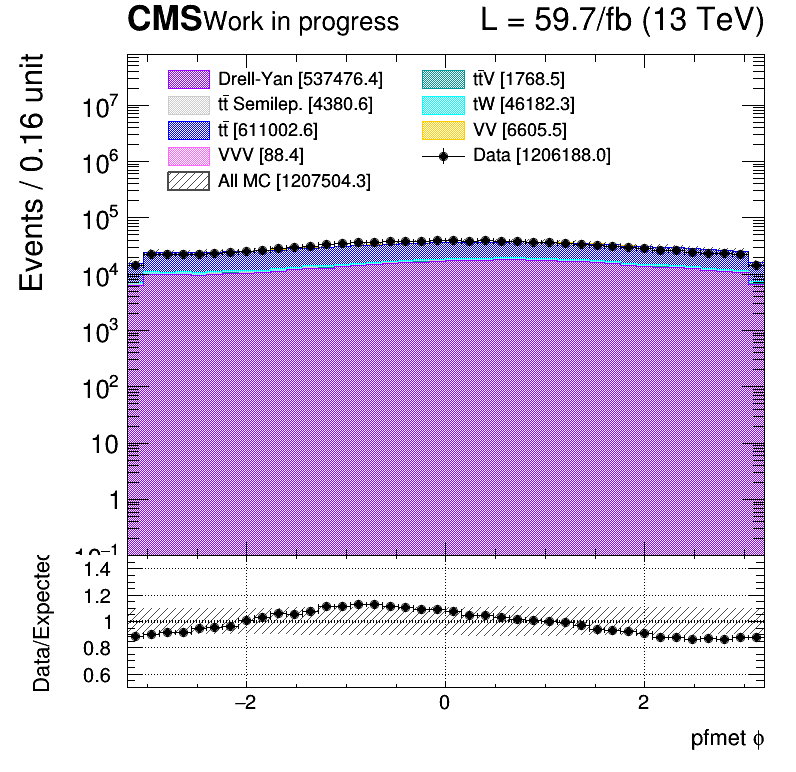 CMS Work in progress L = 59.7/fb (13 TeV)
Events / 0.16 unit
Drell-Yan [537476.4] tt̄V [1768.5]
tt̄ Semilep. [4380.6] tW [46182.3]
tt̄ [611002.6] VV [6605.5]
VVV [88.4] Data [1206188.0]
All MC [1207504.3]
10⁷
10⁶
10⁵
10⁴
10³
10²
10
1
10⁻¹
Data/Expected
1.4
1.2
1
0.8
0.6
−2 0 2
pfmet ϕ